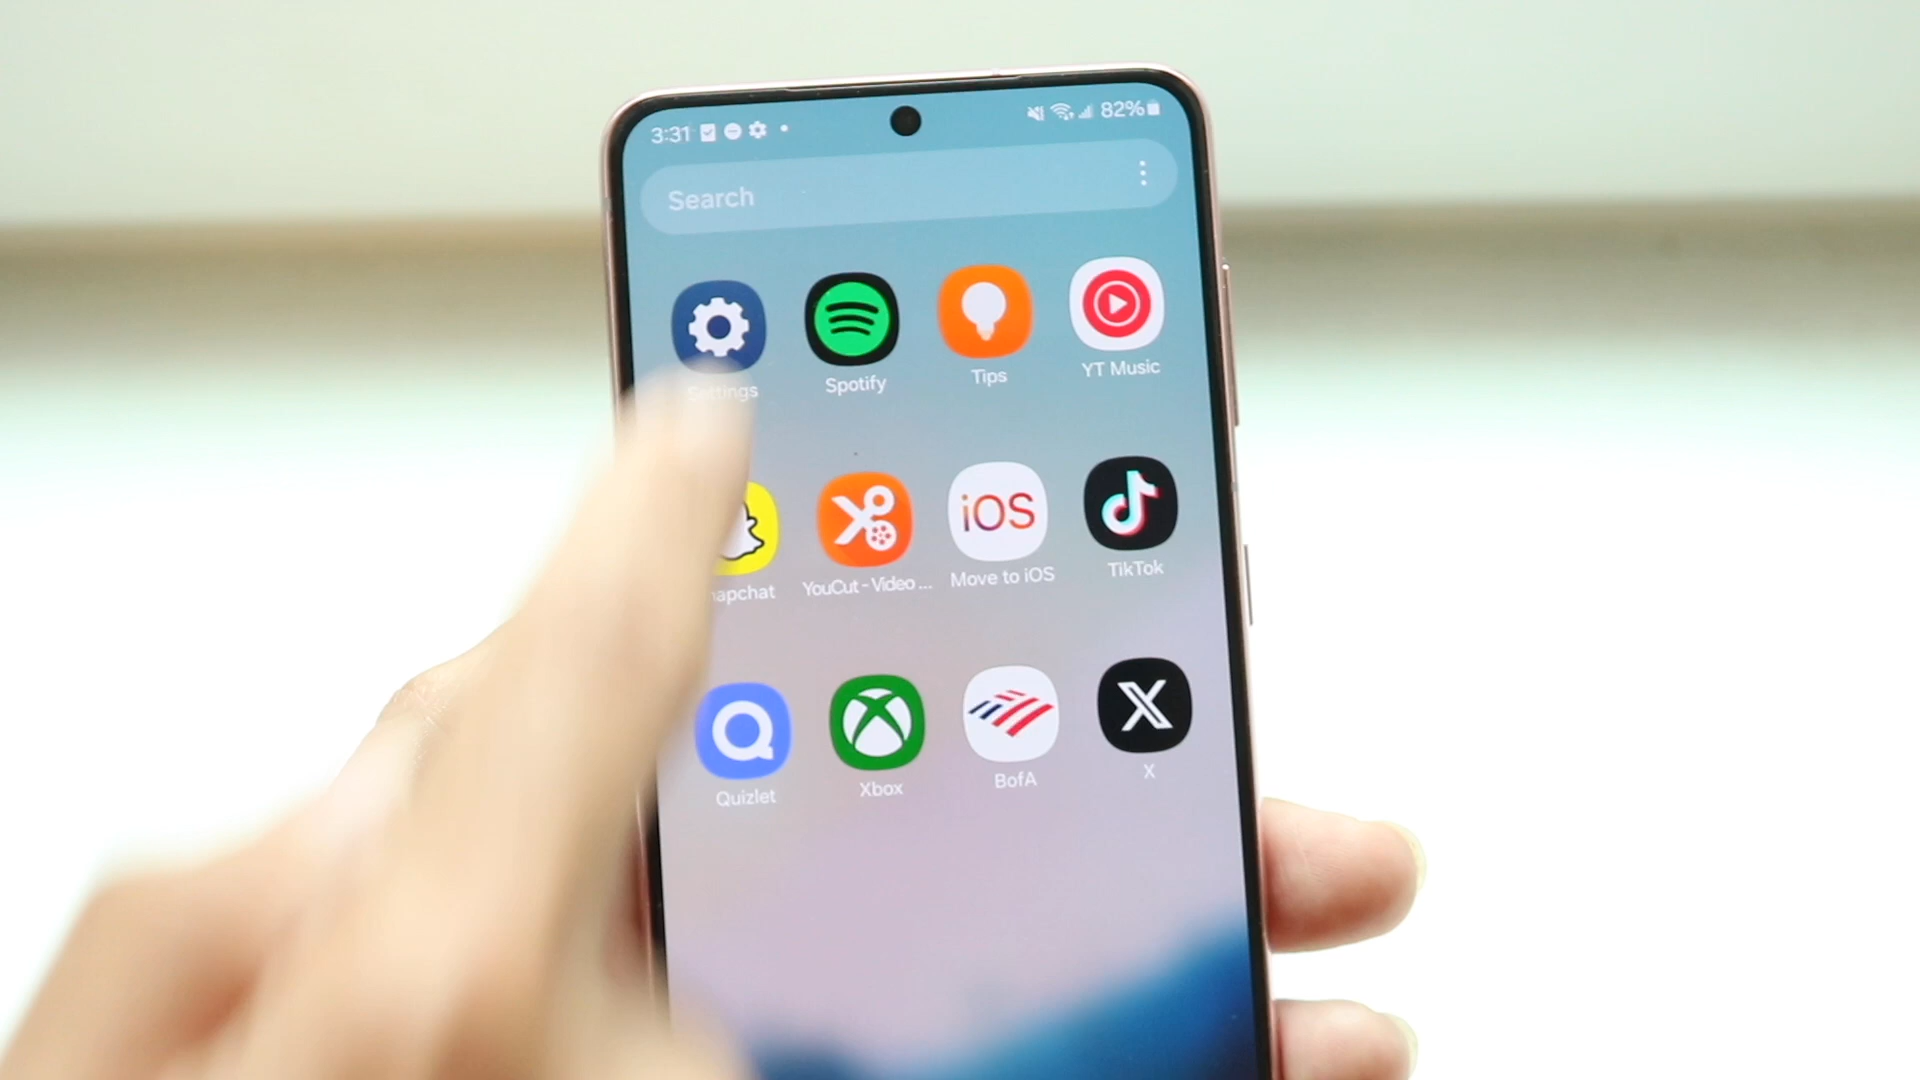 3:31 82%
Search
Settings Spotify Tips YT Music
iOS
napchat YouCut - Video ... Move to iOS TikTok
Quizlet Xbox BofA X